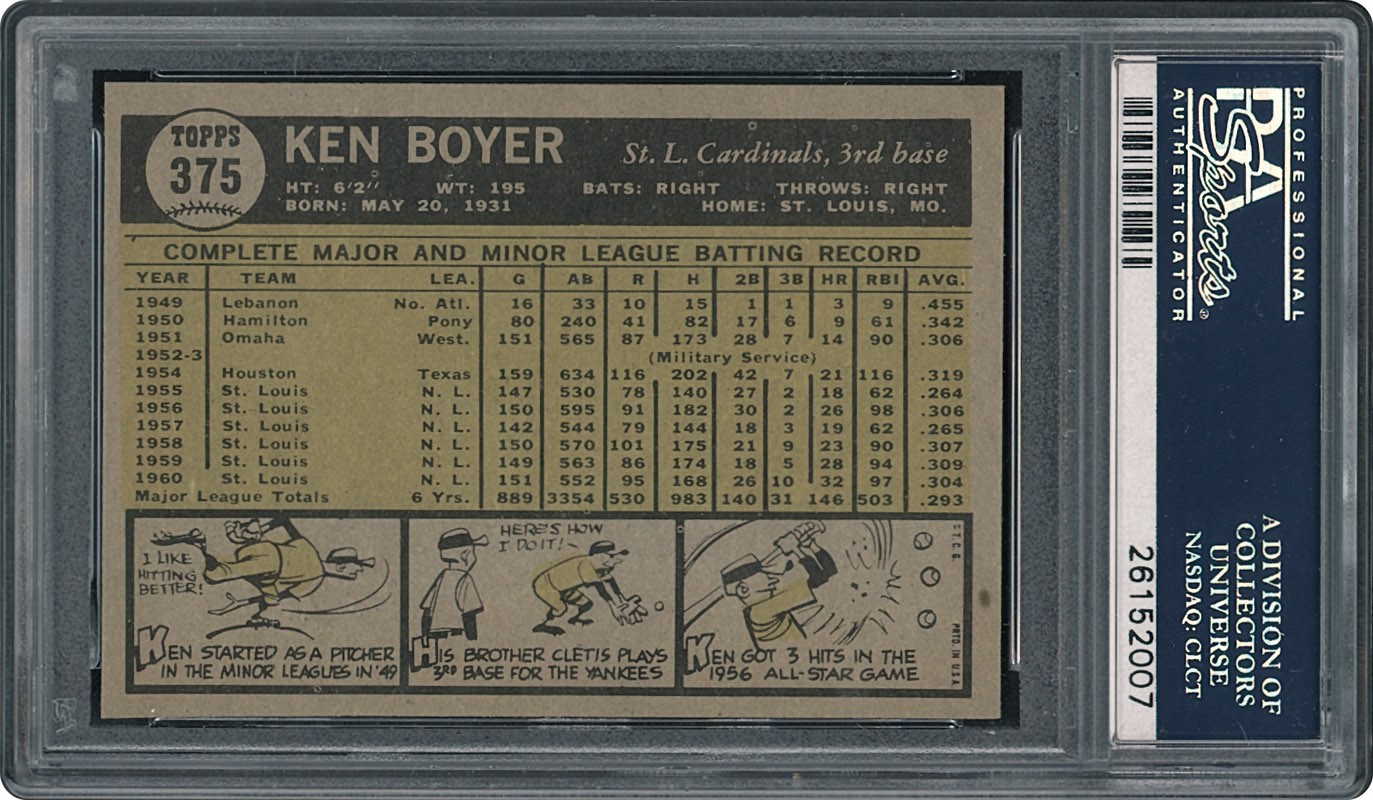 TOPPS
375
KEN BOYER
St. L. Cardinals, 3rd base
HT: 6'2" WT: 195 BATS: RIGHT THROWS: RIGHT
BORN: MAY 20, 1931 HOME: ST. LOUIS, MO.
COMPLETE MAJOR AND MINOR LEAGUE BATTING RECORD
YEAR TEAM LEA. G AB R H 2B 3B HR RBI AVG.
1949 Lebanon No. Atl. 16 33 10 15 1 1 3 9 .455
1950 Hamilton Pony 80 240 41 82 17 6 9 61 .342
1951 Omaha West. 151 565 87 173 28 7 14 90 .306
1952-3 (Military Service)
1954 Houston Texas 159 634 116 202 42 7 21 116 .319
1955 St. Louis N. L. 147 530 78 140 27 2 18 62 .264
1956 St. Louis N. L. 150 595 91 182 30 2 26 98 .306
1957 St. Louis N. L. 142 544 79 144 18 3 19 62 .265
1958 St. Louis N. L. 150 570 101 175 21 9 23 90 .307
1959 St. Louis N. L. 149 563 86 174 18 5 28 94 .309
1960 St. Louis N. L. 151 552 95 168 26 10 32 97 .304
Major League Totals 6 Yrs. 889 3354 530 983 140 31 146 503 .293
I LIKE
HITTING
BETTER!
KEN STARTED AS A PITCHER
IN THE MINOR LEAGUES IN '49
HERE'S HOW
I DO IT!
HIS BROTHER CLETIS PLAYS
3RD BASE FOR THE YANKEES
KEN GOT 3 HITS IN THE
1956 ALL-STAR GAME
©T.C.G.
PRTD. IN U.S.A.
PROFESSIONAL
PSA
Sports®
AUTHENTICATOR
A DIVISION OF
COLLECTORS
UNIVERSE
NASDAQ: CLCT
26152007